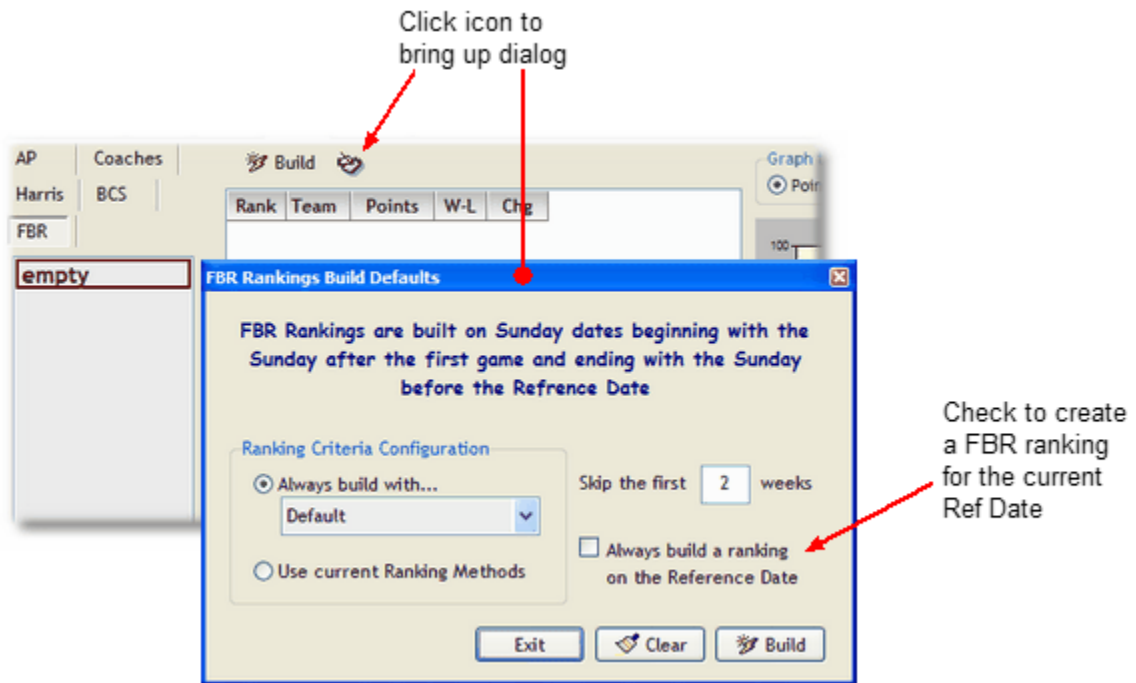 Click icon to
bring up dialog
AP
Coaches
Build
Harris
BCS
FBR
Rank Team Points W-L Chg
Graph
Poin
100
empty
FBR Rankings Build Defaults
FBR Rankings are built on Sunday dates beginning with the
Sunday after the first game and ending with the Sunday
before the Refrence Date
Ranking Criteria Configuration
Always build with...
Default
Use current Ranking Methods
Skip the first 2 weeks
Always build a ranking
on the Reference Date
Exit
Clear
Build
Check to create
a FBR ranking
for the current
Ref Date